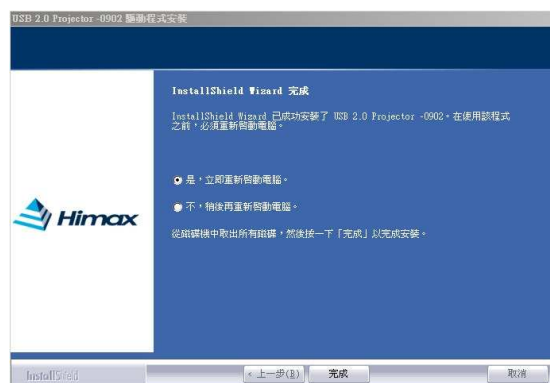 USB 2.0 Projector -0902 驅動程式安裝
InstallShield Wizard 完成
InstallShield Wizard 已成功安裝了 USB 2.0 Projector -0902。在使用該程式
之前，必須重新啟動電腦。
是，立即重新啟動電腦。
不，稍後再重新啟動電腦。
Himax
從磁碟機中取出所有磁碟，然後按一下「完成」以完成安裝。
InstallShield
< 上一步(B)
完成
取消